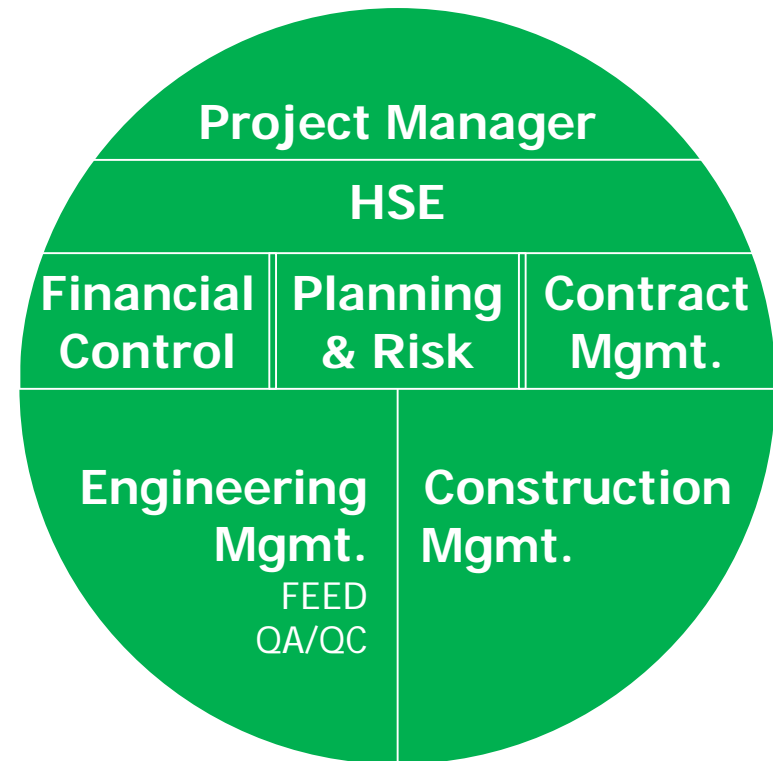 Project Manager
HSE
Financial
Control
Planning
& Risk
Contract
Mgmt.
Engineering
Mgmt.
FEED
QA/QC
Construction
Mgmt.